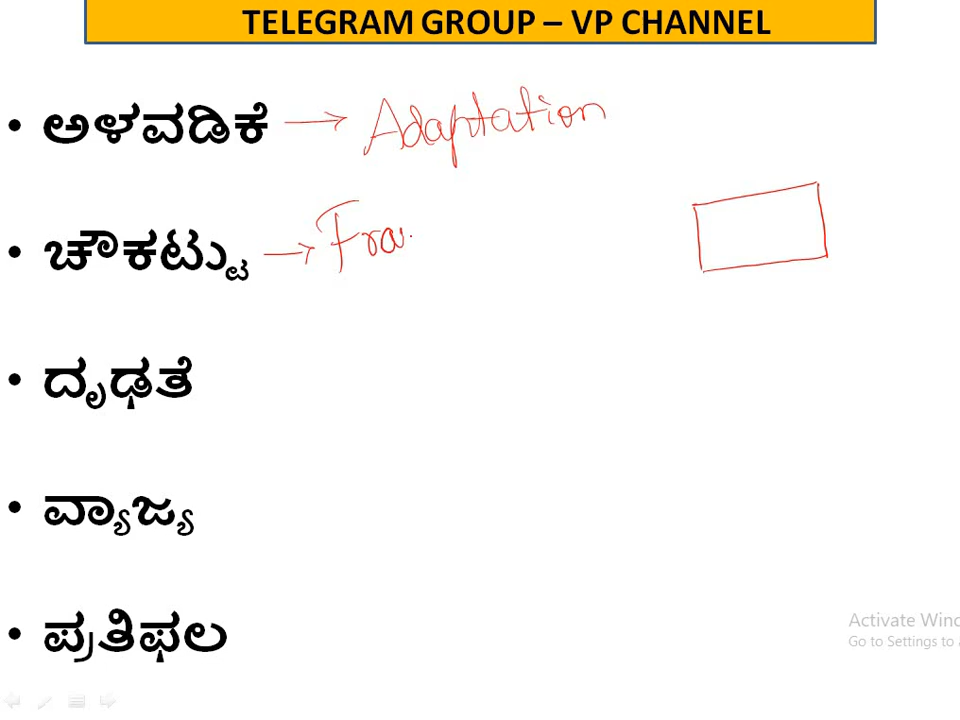 TELEGRAM GROUP – VP CHANNEL
• ಅಳವಡಿಕೆ → Adaptation
• ಚೌಕಟ್ಟು → Fra
• ದೃಢತೆ
• ವ್ಯಾಜ್ಯ
• ಪ್ರತಿಫಲ
Activate Wind
Go to Settings to